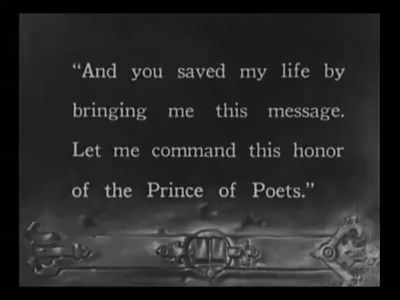 “And you saved my life by
bringing me this message.
Let me command this honor
of the Prince of Poets.”